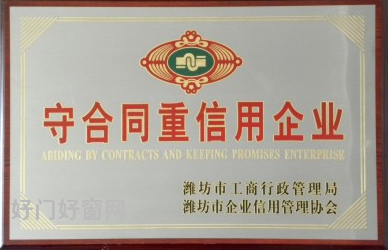 守合同重信用企业
ABIDING BY CONTRACTS AND KEEPING PROMISES ENTERPRISE
潍坊市工商行政管理局
潍坊市企业信用管理协会
好门好窗网